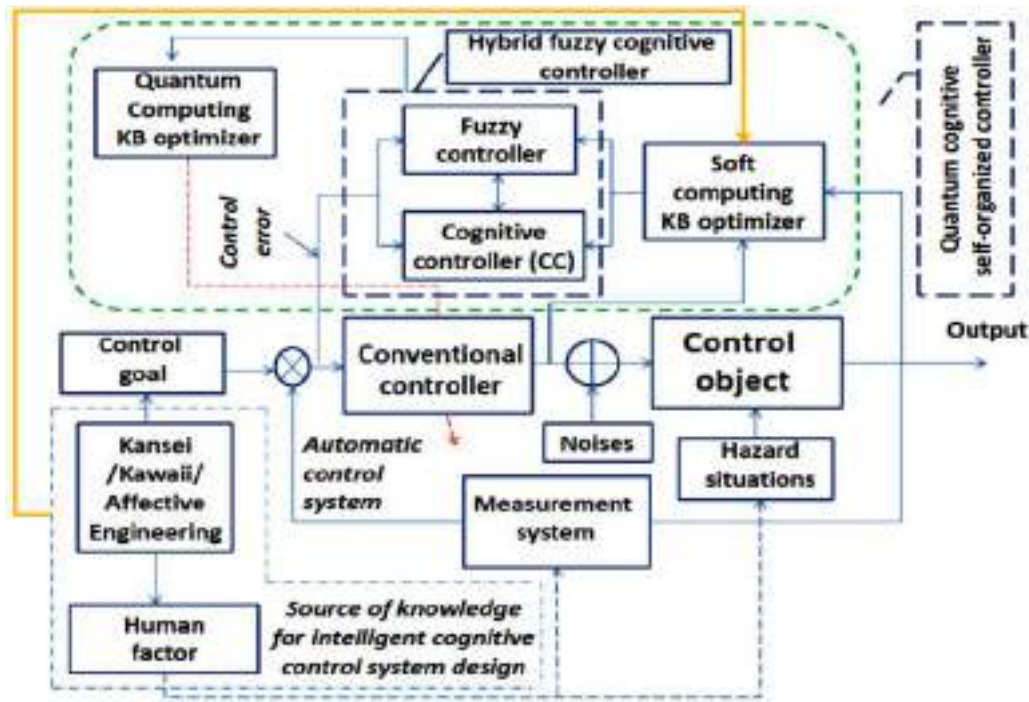 Quantum
Computing
KB optimizer
Hybrid fuzzy cognitive
controller
Fuzzy
controller
Cognitive
controller (CC)
Soft
computing
KB optimizer
Quantum cognitive
self-organized controller
Control
error
Control
goal
Conventional
controller
Control
object
Output
Noises
Hazard
situations
Kansei
/Kawaii/
Affective
Engineering
Automatic
control
system
Measurement
system
Human
factor
Source of knowledge
for intelligent cognitive
control system design